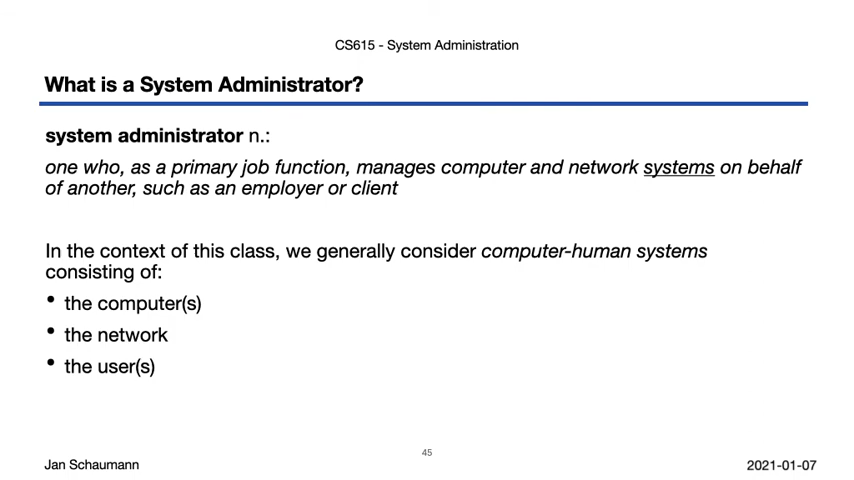 CS615 - System Administration
What is a System Administrator?
system administrator n.:
one who, as a primary job function, manages computer and network systems on behalf
of another, such as an employer or client
In the context of this class, we generally consider computer-human systems
consisting of:
• the computer(s)
• the network
• the user(s)
45
Jan Schaumann
2021-01-07